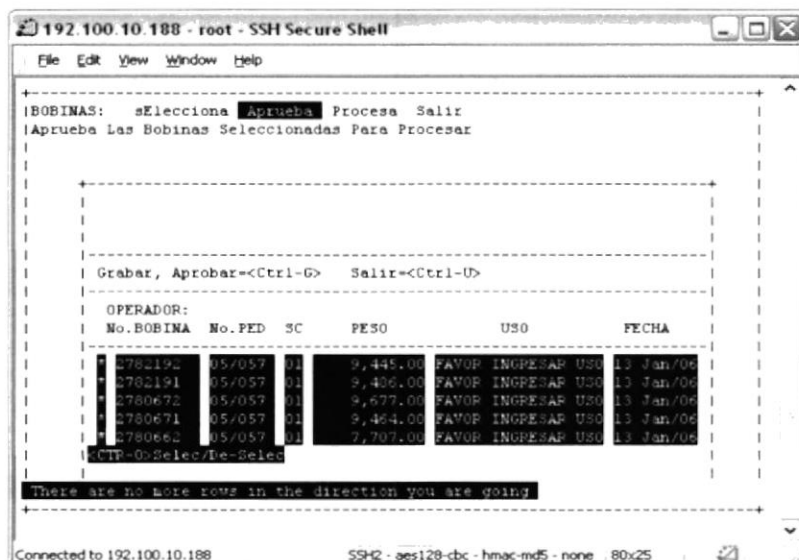 192.100.10.188 - root - SSH Secure Shell
File Edit View Window Help
BOBINAS: sElecciona Aprueba Procesa Salir
Aprueba Las Bobinas Seleccionadas Para Procesar
Grabar, Aprobar=<Ctrl-G> Salir=<Ctrl-U>
OPERADOR:
No.BOBINA No.PED SC PESO USO FECHA
* 2782192 05/057 01 9,445.00 FAVOR INGRESAR USO 13 Jan/06
* 2782191 05/057 01 9,486.00 FAVOR INGRESAR USO 13 Jan/06
* 2780672 05/057 01 9,677.00 FAVOR INGRESAR USO 13 Jan/06
* 2780671 05/057 01 9,464.00 FAVOR INGRESAR USO 13 Jan/06
* 2780662 05/057 01 7,707.00 FAVOR INGRESAR USO 13 Jan/06
<CTR-O>Selec/De-Selec
There are no more rows in the direction you are going
Connected to 192.100.10.188 SSH2 - aes128-cbc - hmac-md5 - none 80x25